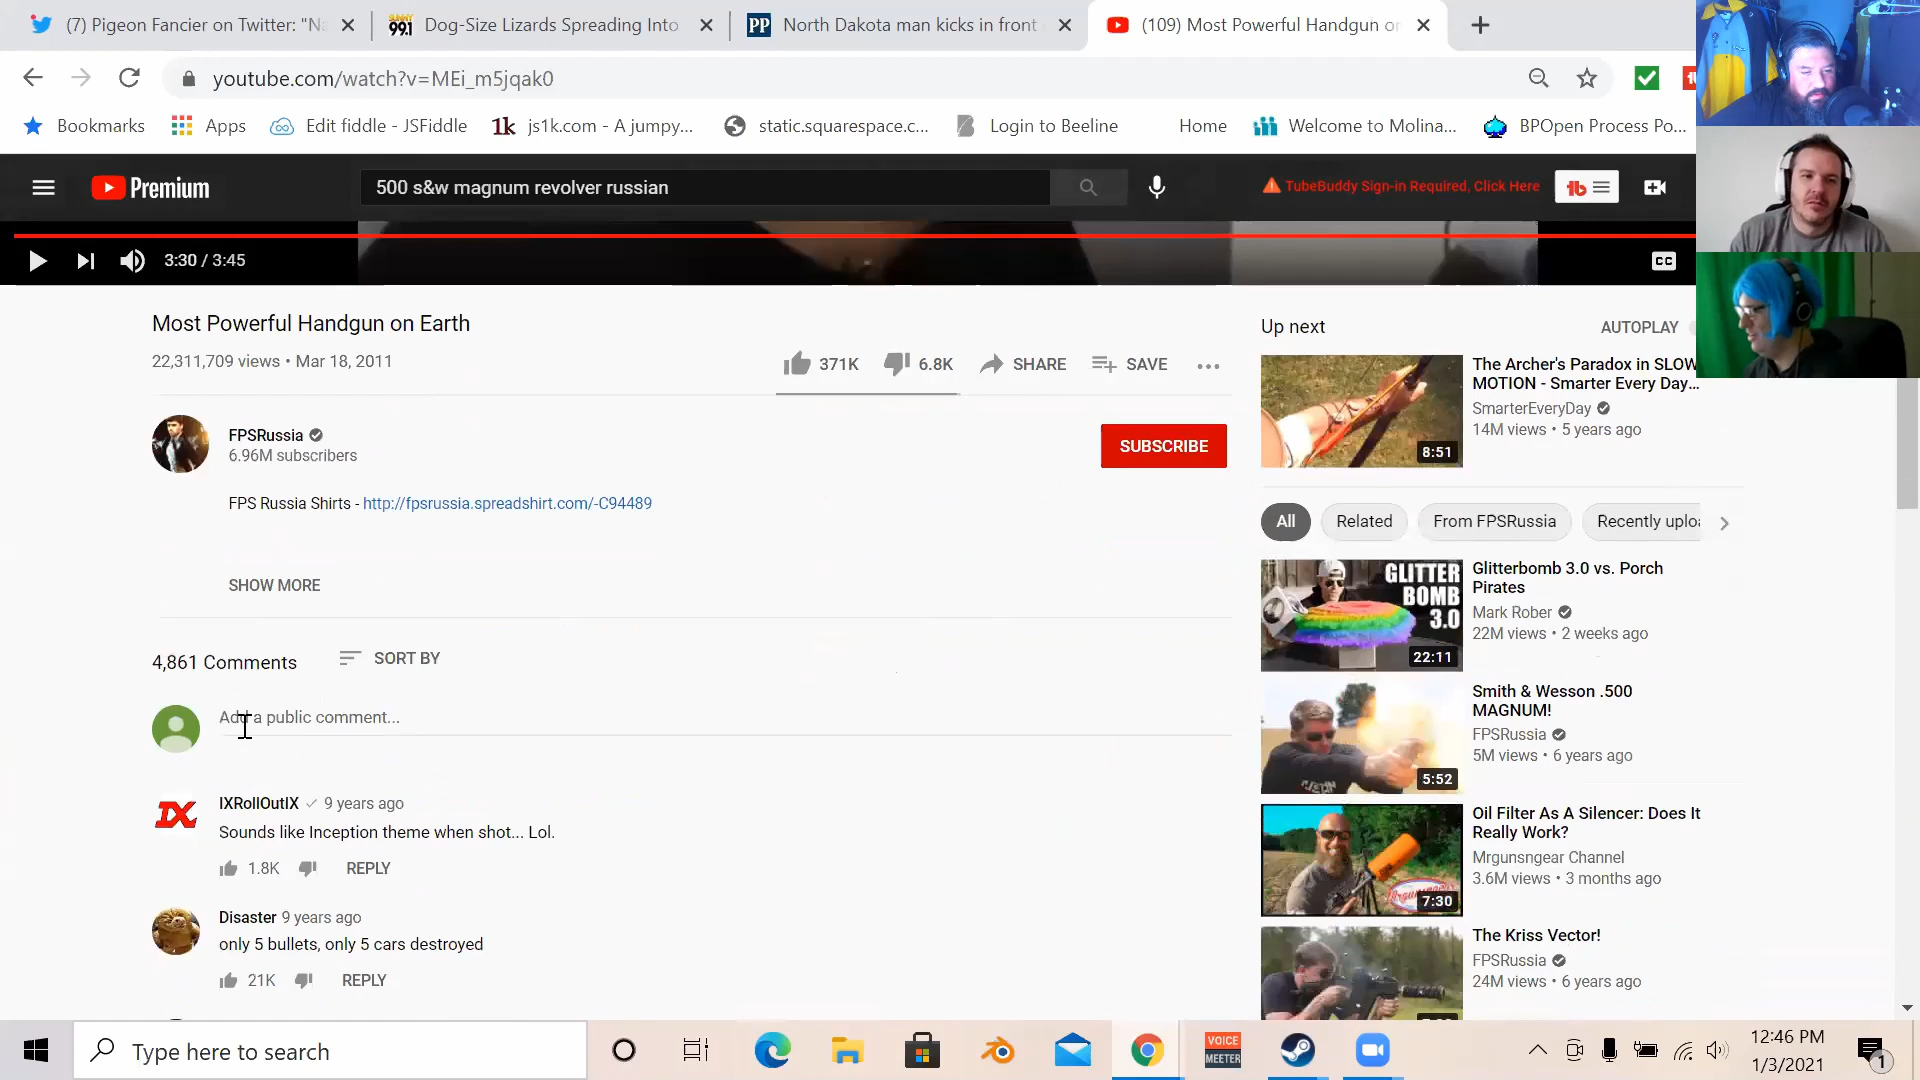 (7) Pigeon Fancier on Twitter: "Na
SUNNY 99.1 Dog-Size Lizards Spreading Into
PP North Dakota man kicks in front
(109) Most Powerful Handgun on
youtube.com/watch?v=MEi_m5jqak0
Bookmarks
Apps
Edit fiddle - JSFiddle
1k js1k.com - A jumpy...
static.squarespace.c...
Login to Beeline
Home
Welcome to Molina...
BPOpen Process Po...
Premium
500 s&w magnum revolver russian
TubeBuddy Sign-in Required, Click Here
tb
3:30 / 3:45
CC
Most Powerful Handgun on Earth
22,311,709 views • Mar 18, 2011
371K
6.8K
SHARE
SAVE
FPSRussia
6.96M subscribers
SUBSCRIBE
FPS Russia Shirts - http://fpsrussia.spreadshirt.com/-C94489
SHOW MORE
4,861 Comments
SORT BY
Add a public comment...
IX
IXRollOutIX 9 years ago
Sounds like Inception theme when shot... Lol.
1.8K REPLY
Disaster 9 years ago
only 5 bullets, only 5 cars destroyed
21K REPLY
Up next
AUTOPLAY
The Archer's Paradox in SLOW
MOTION - Smarter Every Day...
SmarterEveryDay
14M views • 5 years ago
8:51
All
Related
From FPSRussia
Recently uploa
GLITTER
BOMB
3.0
22:11
Glitterbomb 3.0 vs. Porch
Pirates
Mark Rober
22M views • 2 weeks ago
Smith & Wesson .500
MAGNUM!
FPSRussia
5M views • 6 years ago
5:52
Oil Filter As A Silencer: Does It
Really Work?
Mrgunsngear Channel
3.6M views • 3 months ago
7:30
The Kriss Vector!
FPSRussia
24M views • 6 years ago
Type here to search
VOICE
MEETER
12:46 PM
1/3/2021
1